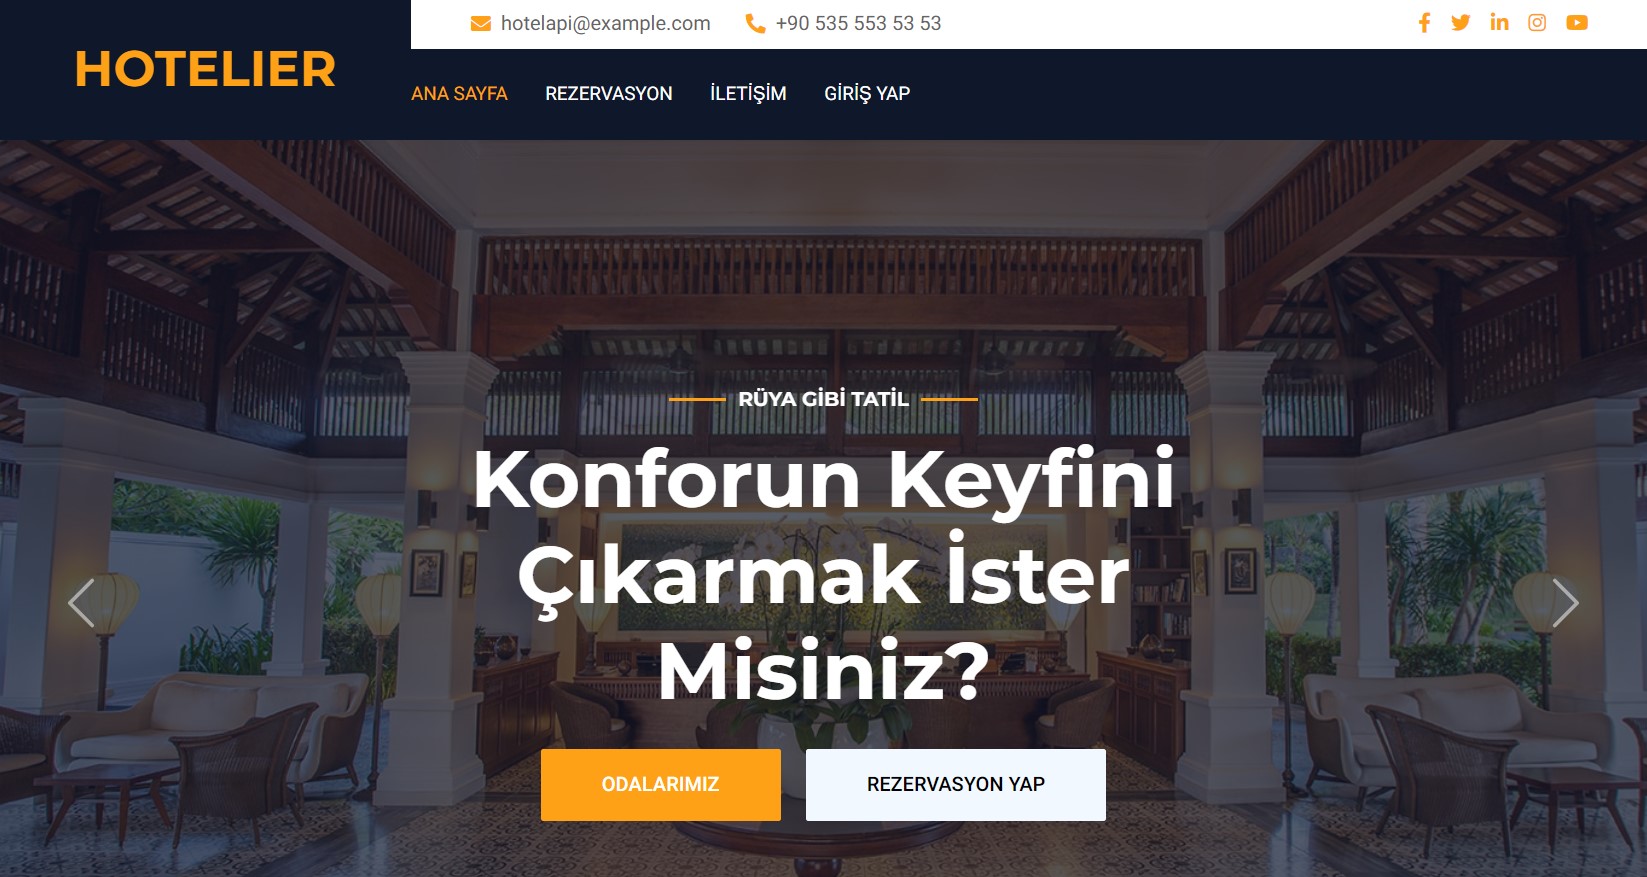 HOTELIER
hotelapi@example.com
+90 535 553 53 53
ANA SAYFA
REZERVASYON
İLETİŞİM
GİRİŞ YAP
RÜYA GİBİ TATİL
Konforun Keyfini
Çıkarmak İster
Misiniz?
ODALARIMIZ
REZERVASYON YAP